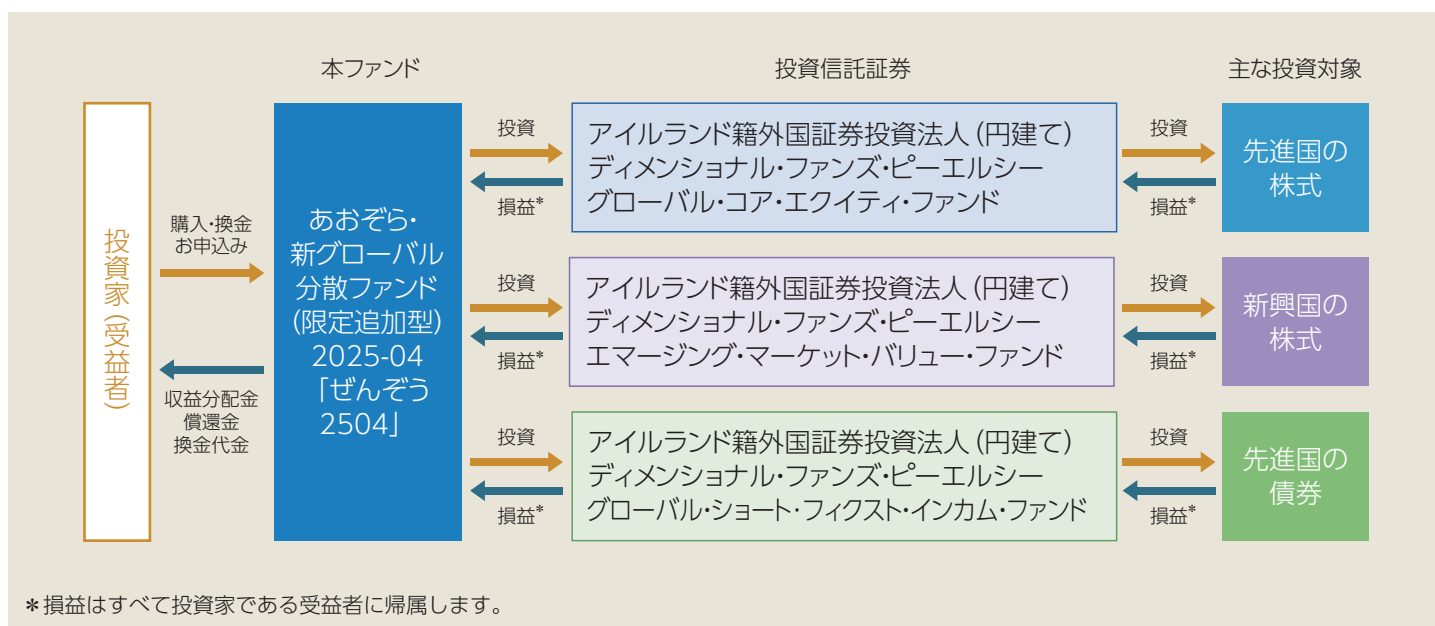 本ファンド
投資信託証券
主な投資対象
投資家(受益者)
購入・換金
お申込み
収益分配金
償還金
換金代金
あおぞら・
新グローバル
分散ファンド
(限定追加型)
2025-04
「ぜんぞう
2504」
投資
損益*
アイルランド籍外国証券投資法人(円建て)
ディメンショナル・ファンズ・ピーエルシー
グローバル・コア・エクイティ・ファンド
投資
損益*
先進国の
株式
投資
損益*
アイルランド籍外国証券投資法人(円建て)
ディメンショナル・ファンズ・ピーエルシー
エマージング・マーケット・バリュー・ファンド
投資
損益*
新興国の
株式
投資
損益*
アイルランド籍外国証券投資法人(円建て)
ディメンショナル・ファンズ・ピーエルシー
グローバル・ショート・フィクスト・インカム・ファンド
投資
損益*
先進国の
債券
*損益はすべて投資家である受益者に帰属します。